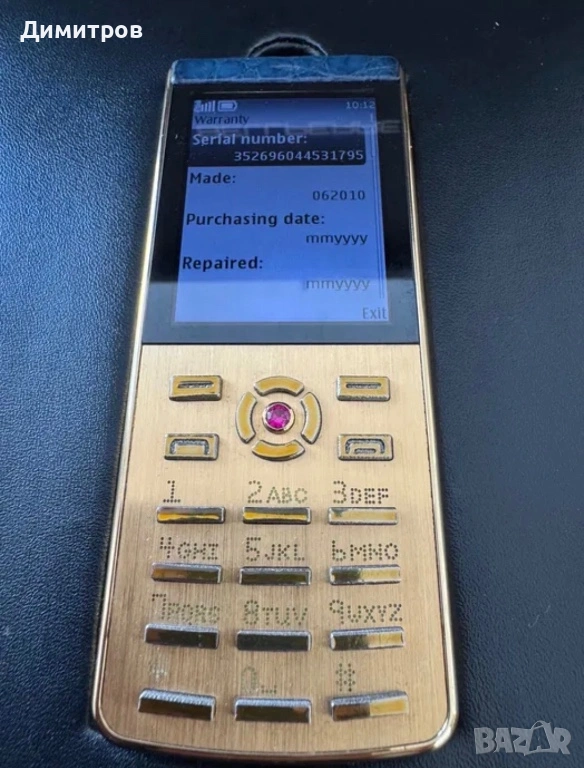 Димитров
10:12
Warranty
Serial number:
352696044531795
Made:
062010
Purchasing date:
mmyyyy
Repaired:
mmyyyy
Exit
1 2ABC 3DEF
4GHI 5JKL 6MNO
7PQRS 8TUV 9WXYZ
* 0 #
BAZAR